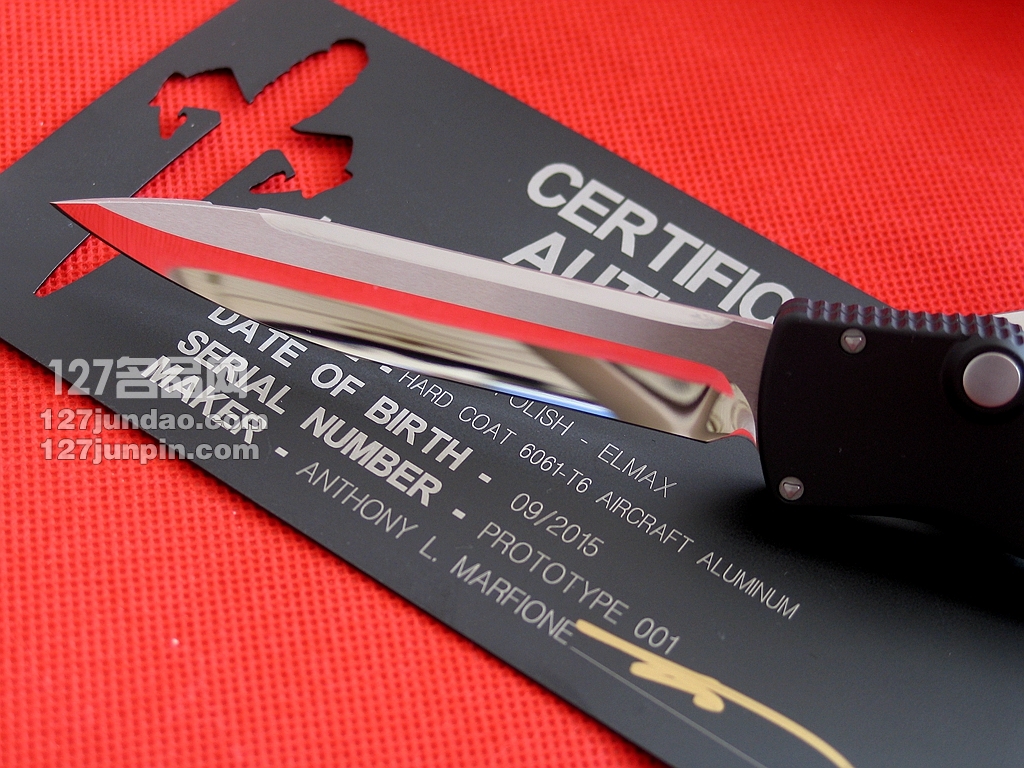 CERTIFIC
AUTH
POLISH - ELMAX
- HARD COAT 6061-T6 AIRCRAFT ALUMINUM
DATE OF BIRTH - 09/2015
SERIAL NUMBER - PROTOTYPE 001
MAKER - ANTHONY L. MARFIONE
127名品网
127jundao.com
127junpin.com